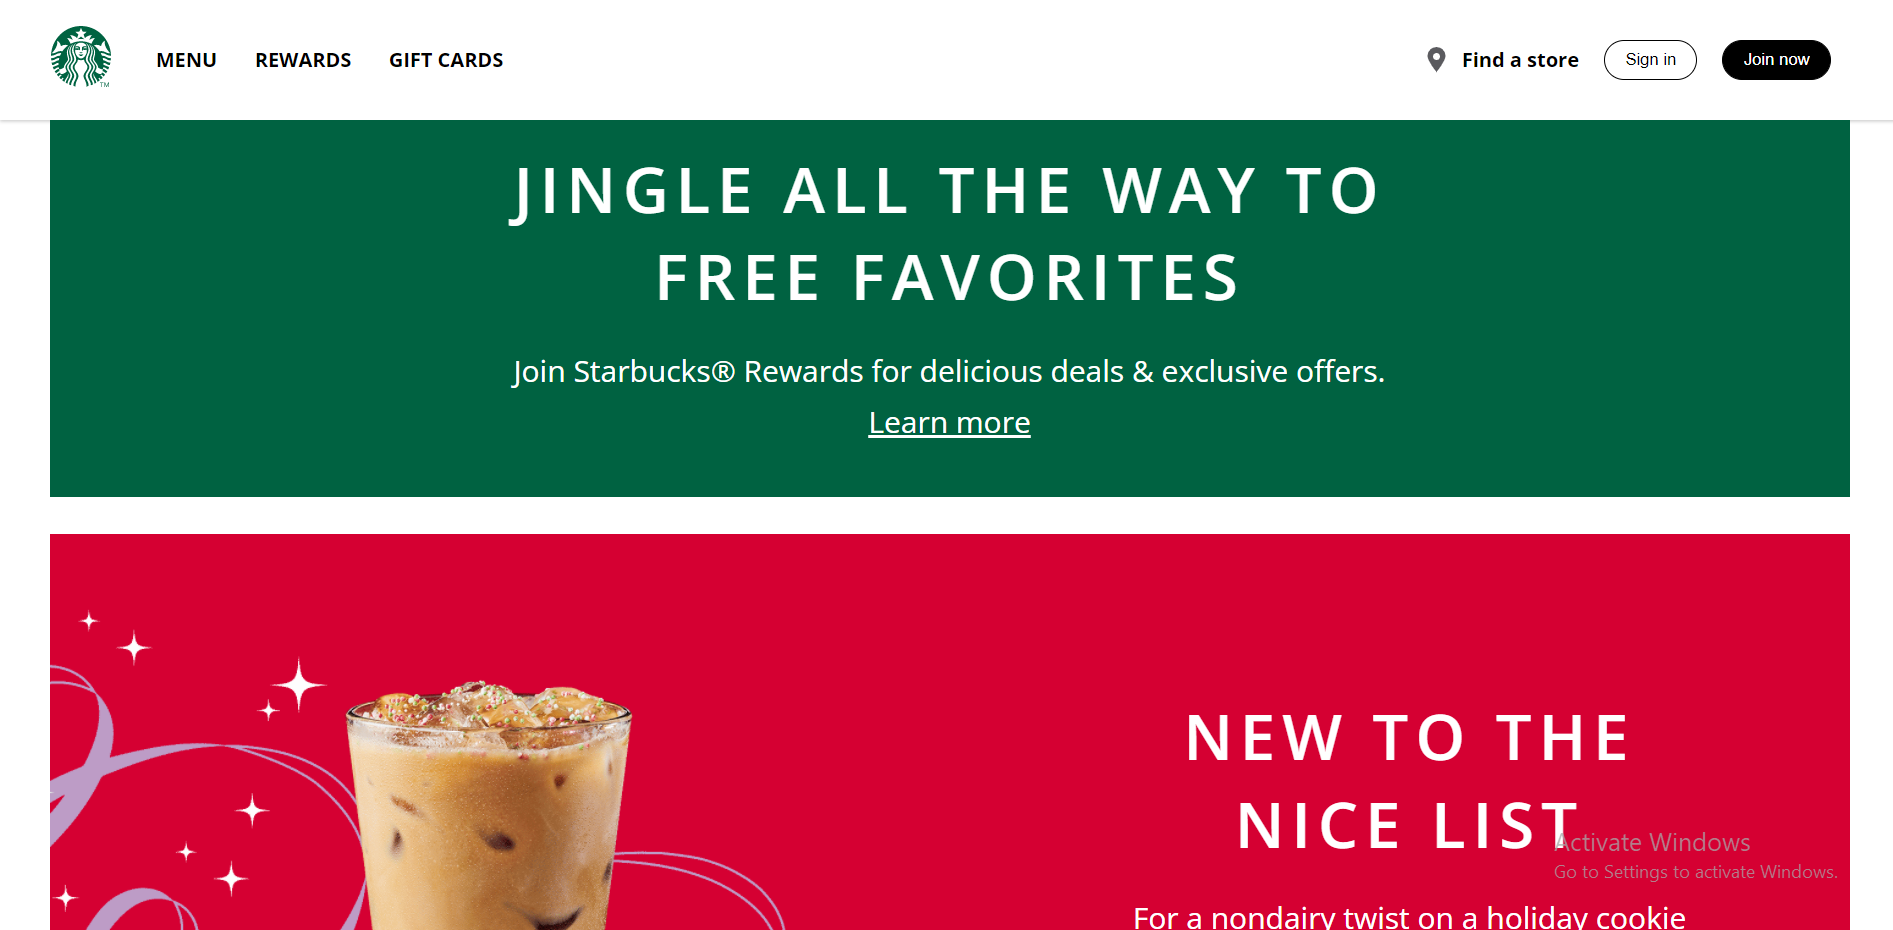 MENU REWARDS GIFT CARDS Find a store Sign in Join now
TM
JINGLE ALL THE WAY TO
FREE FAVORITES
Join Starbucks® Rewards for delicious deals & exclusive offers.
Learn more
NEW TO THE
NICE LIST
Activate Windows
Go to Settings to activate Windows.
For a nondairy twist on a holiday cookie